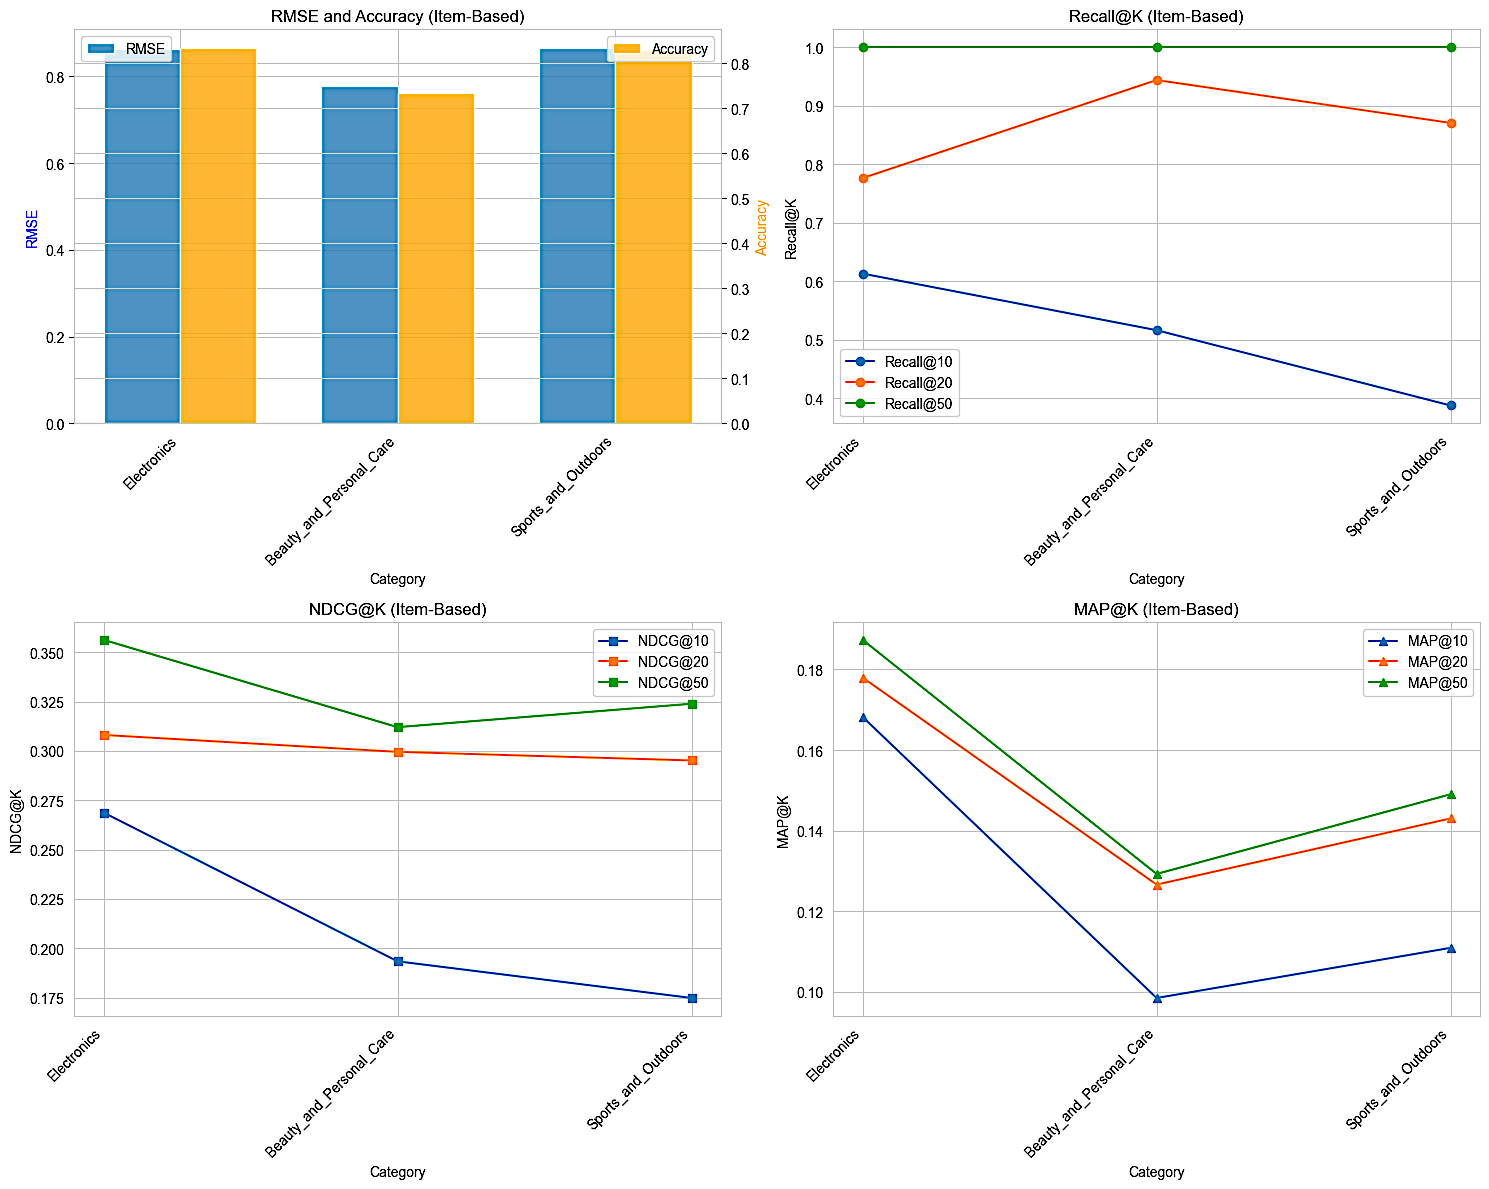 RMSE and Accuracy (Item-Based)
RMSE
Accuracy
0.8
0.6
0.4
0.2
0.0
RMSE
0.8
0.7
0.6
0.5
0.4
0.3
0.2
0.1
0.0
Accuracy
Electronics
Beauty_and_Personal_Care
Sports_and_Outdoors
Category
Recall@K (Item-Based)
1.0
0.9
0.8
0.7
0.6
0.5
0.4
Recall@K
Recall@10
Recall@20
Recall@50
Electronics
Beauty_and_Personal_Care
Sports_and_Outdoors
Category
NDCG@K (Item-Based)
NDCG@10
NDCG@20
NDCG@50
0.350
0.325
0.300
0.275
0.250
0.225
0.200
0.175
NDCG@K
Electronics
Beauty_and_Personal_Care
Sports_and_Outdoors
Category
MAP@K (Item-Based)
MAP@10
MAP@20
MAP@50
0.18
0.16
0.14
0.12
0.10
MAP@K
Electronics
Beauty_and_Personal_Care
Sports_and_Outdoors
Category